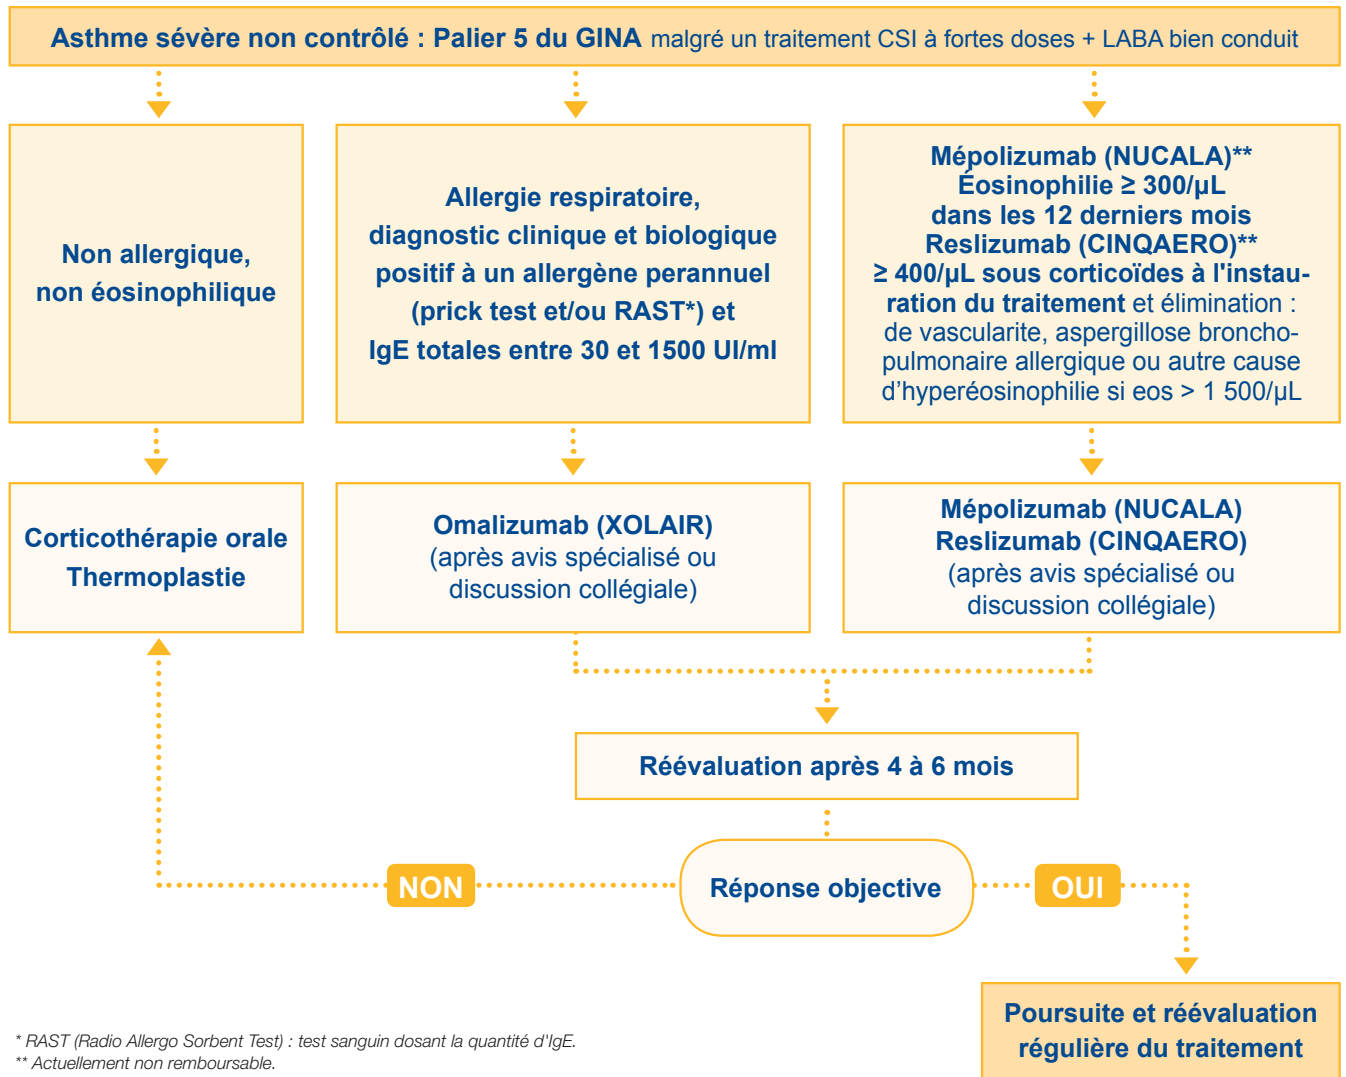 Asthme sévère non contrôlé : Palier 5 du GINA malgré un traitement CSI à fortes doses + LABA bien conduit
Non allergique,
non éosinophilique
Allergie respiratoire,
diagnostic clinique et biologique
positif à un allergène perannuel
(prick test et/ou RAST*) et
IgE totales entre 30 et 1500 UI/ml
Mépolizumab (NUCALA)**
Éosinophilie ≥ 300/µL
dans les 12 derniers mois
Reslizumab (CINQAERO)**
≥ 400/µL sous corticoïdes à l'instau-
ration du traitement et élimination :
de vascularite, aspergillose broncho-
pulmonaire allergique ou autre cause
d’hyperéosinophilie si eos > 1 500/µL
Corticothérapie orale
Thermoplastie
Omalizumab (XOLAIR)
(après avis spécialisé ou
discussion collégiale)
Mépolizumab (NUCALA)
Reslizumab (CINQAERO)
(après avis spécialisé ou
discussion collégiale)
Réévaluation après 4 à 6 mois
NON
Réponse objective
OUI
Poursuite et réévaluation
régulière du traitement
* RAST (Radio Allergo Sorbent Test) : test sanguin dosant la quantité d'IgE.
** Actuellement non remboursable.